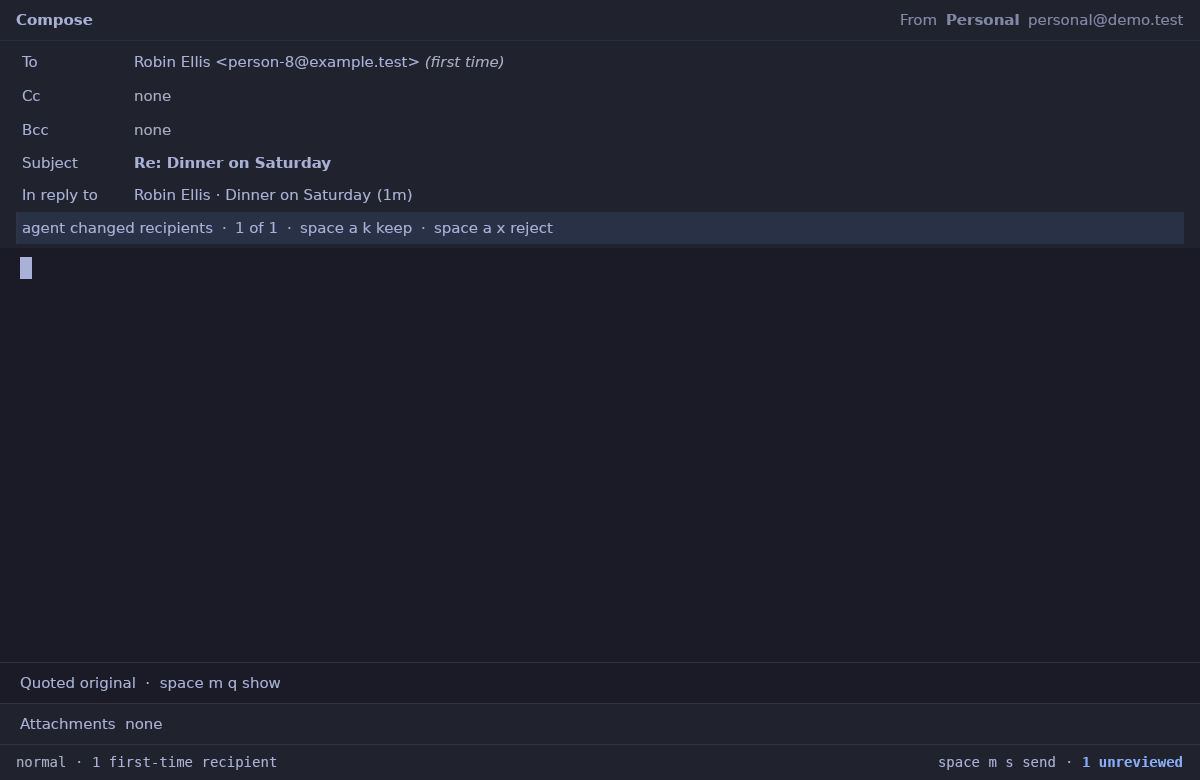 Compose From Personal personal@demo.test
To Robin Ellis <person-8@example.test> (first time)
Cc none
Bcc none
Subject Re: Dinner on Saturday
In reply to Robin Ellis · Dinner on Saturday (1m)
agent changed recipients · 1 of 1 · space a k keep · space a x reject
Quoted original · space m q show
Attachments none
normal · 1 first-time recipient space m s send · 1 unreviewed